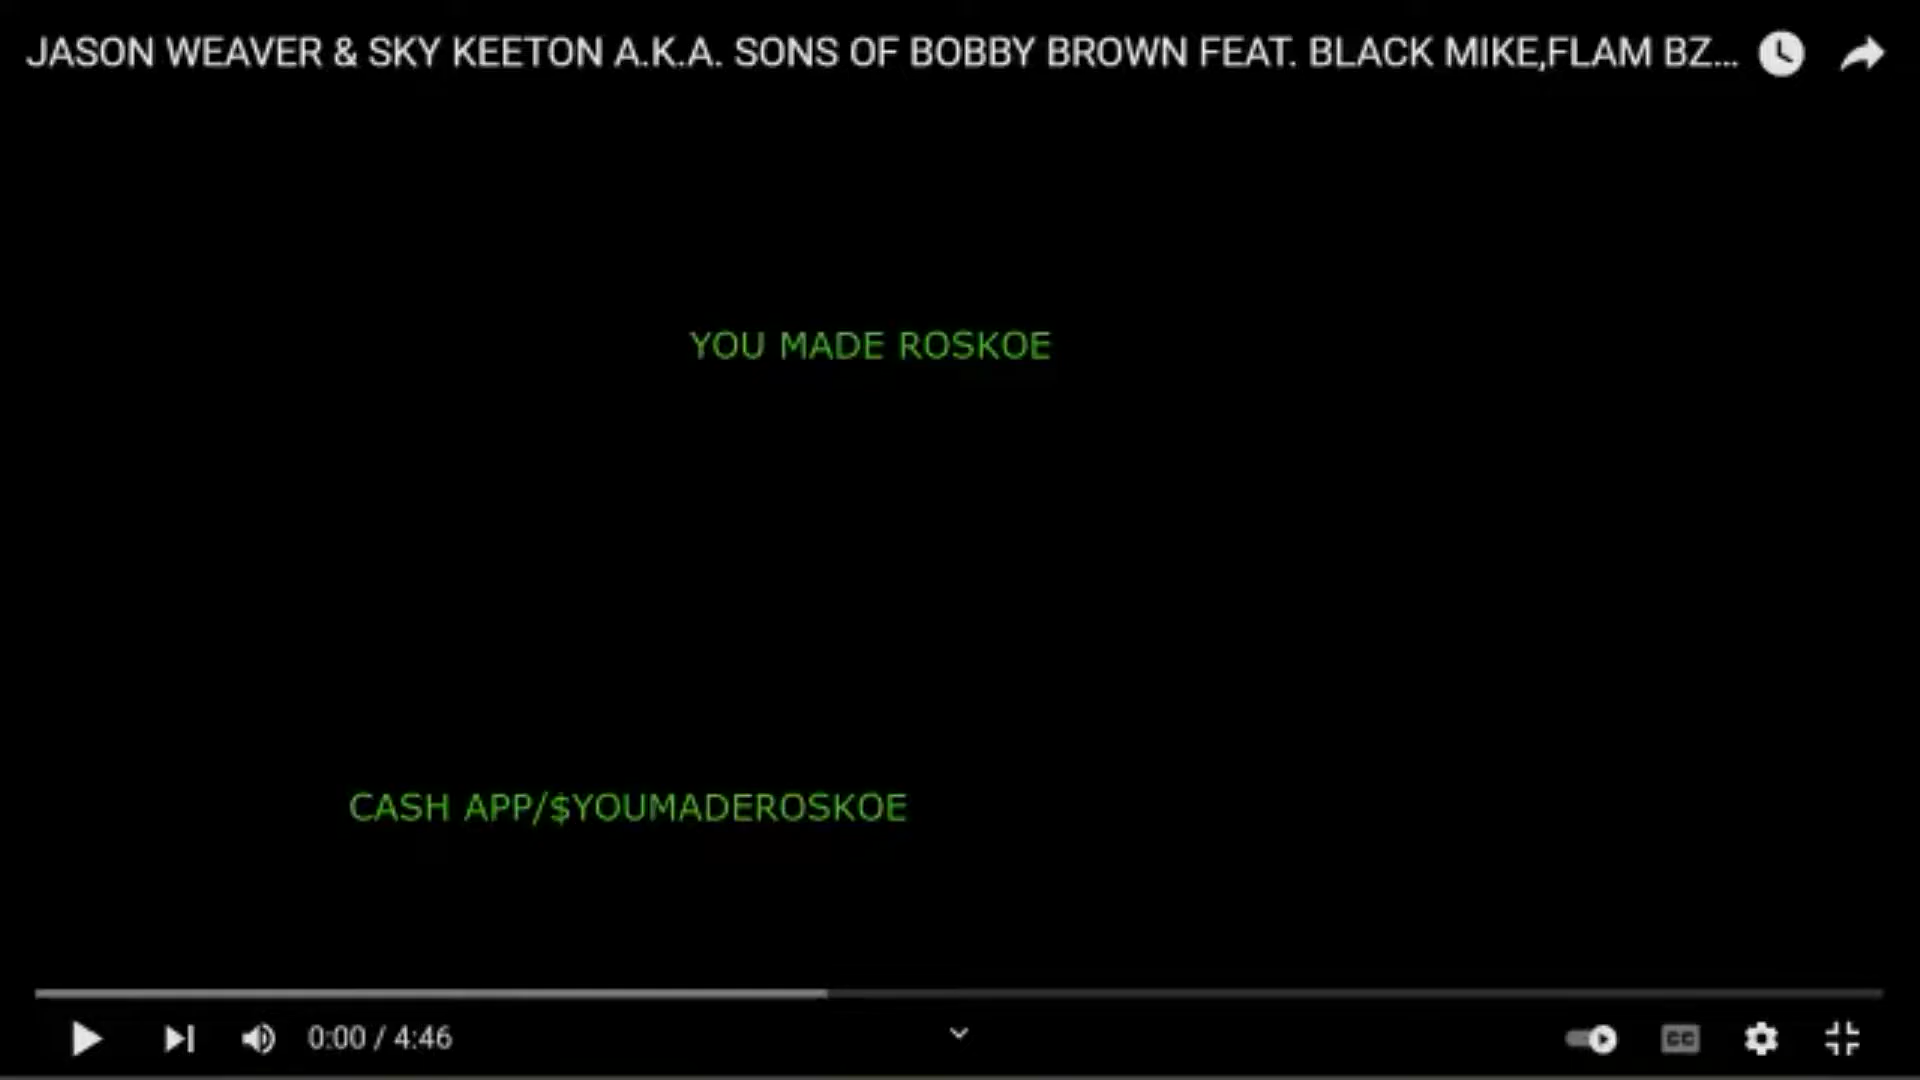 JASON WEAVER & SKY KEETON A.K.A. SONS OF BOBBY BROWN FEAT. BLACK MIKE,FLAM BZ...
YOU MADE ROSKOE
CASH APP/$YOUMADEROSKOE
0:00 / 4:46
CC